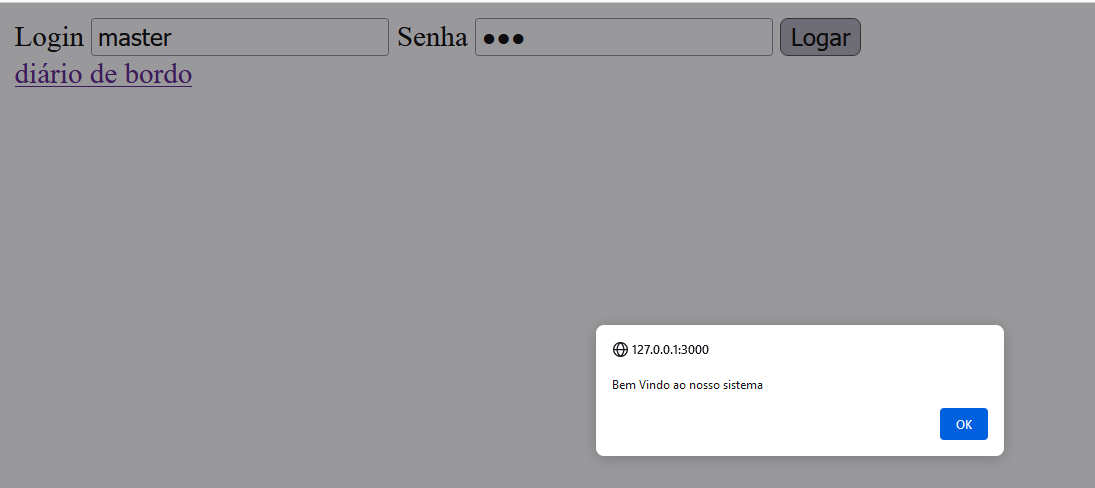 Login master Senha ●●● Logar
diário de bordo
127.0.0.1:3000
Bem Vindo ao nosso sistema
OK